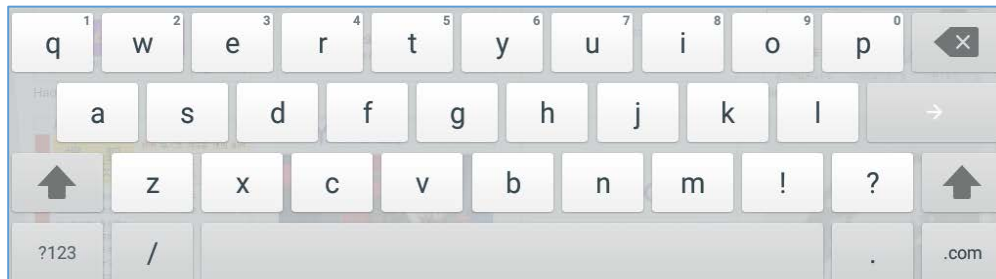 1 2 3 4 5 6 7 8 9 0
q w e r t y u i o p
a s d f g h j k l
z x c v b n m ! ?
?123 / . .com